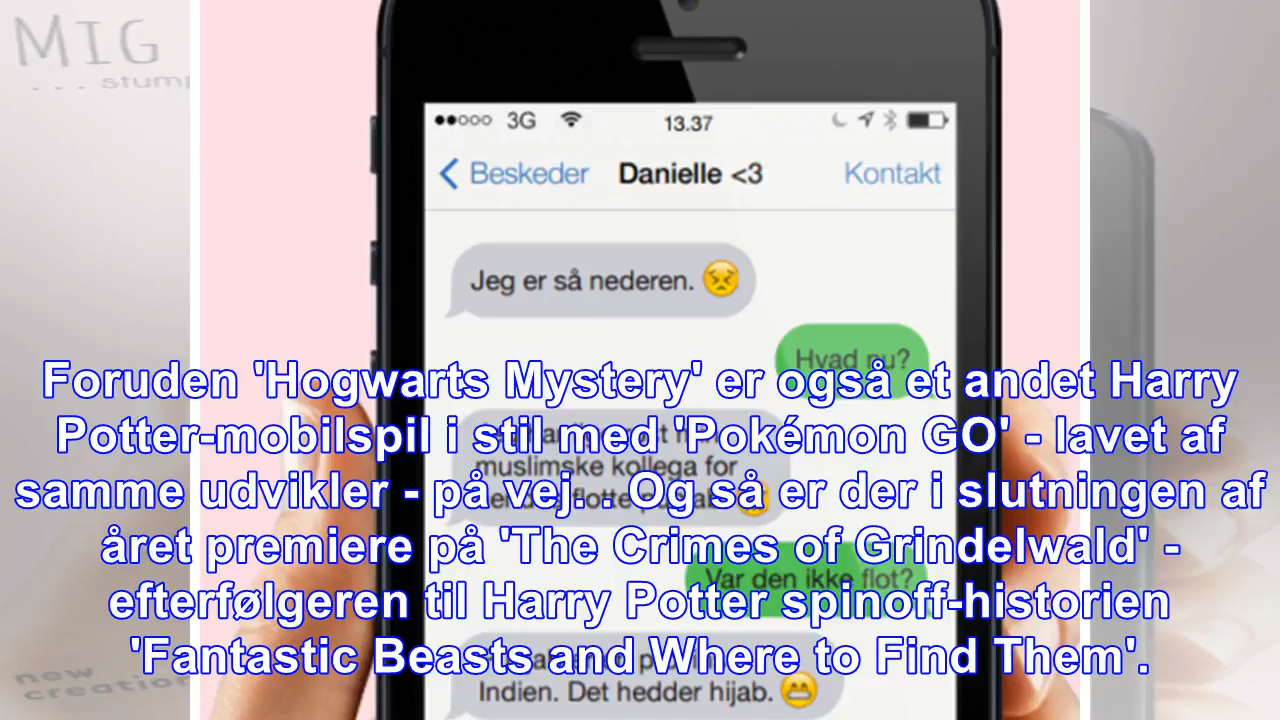 MIG
... stump
3G
13.37
Beskeder
Danielle <3
Kontakt
Jeg er så nederen.
Hvad nu?
Foruden 'Hogwarts Mystery' er også et andet Harry
Potter-mobilspil i stil med 'Pokémon GO' - lavet af
muslimske kollega for
samme udvikler - på vej. . Og så er der i slutningen af
året premiere på 'The Crimes of Grindelwald' -
Var den ikke flot?
efterfølgeren til Harry Potter spinoff-historien
'Fantastic Beasts and Where to Find Them'.
Indien. Det hedder hijab.
new
creation